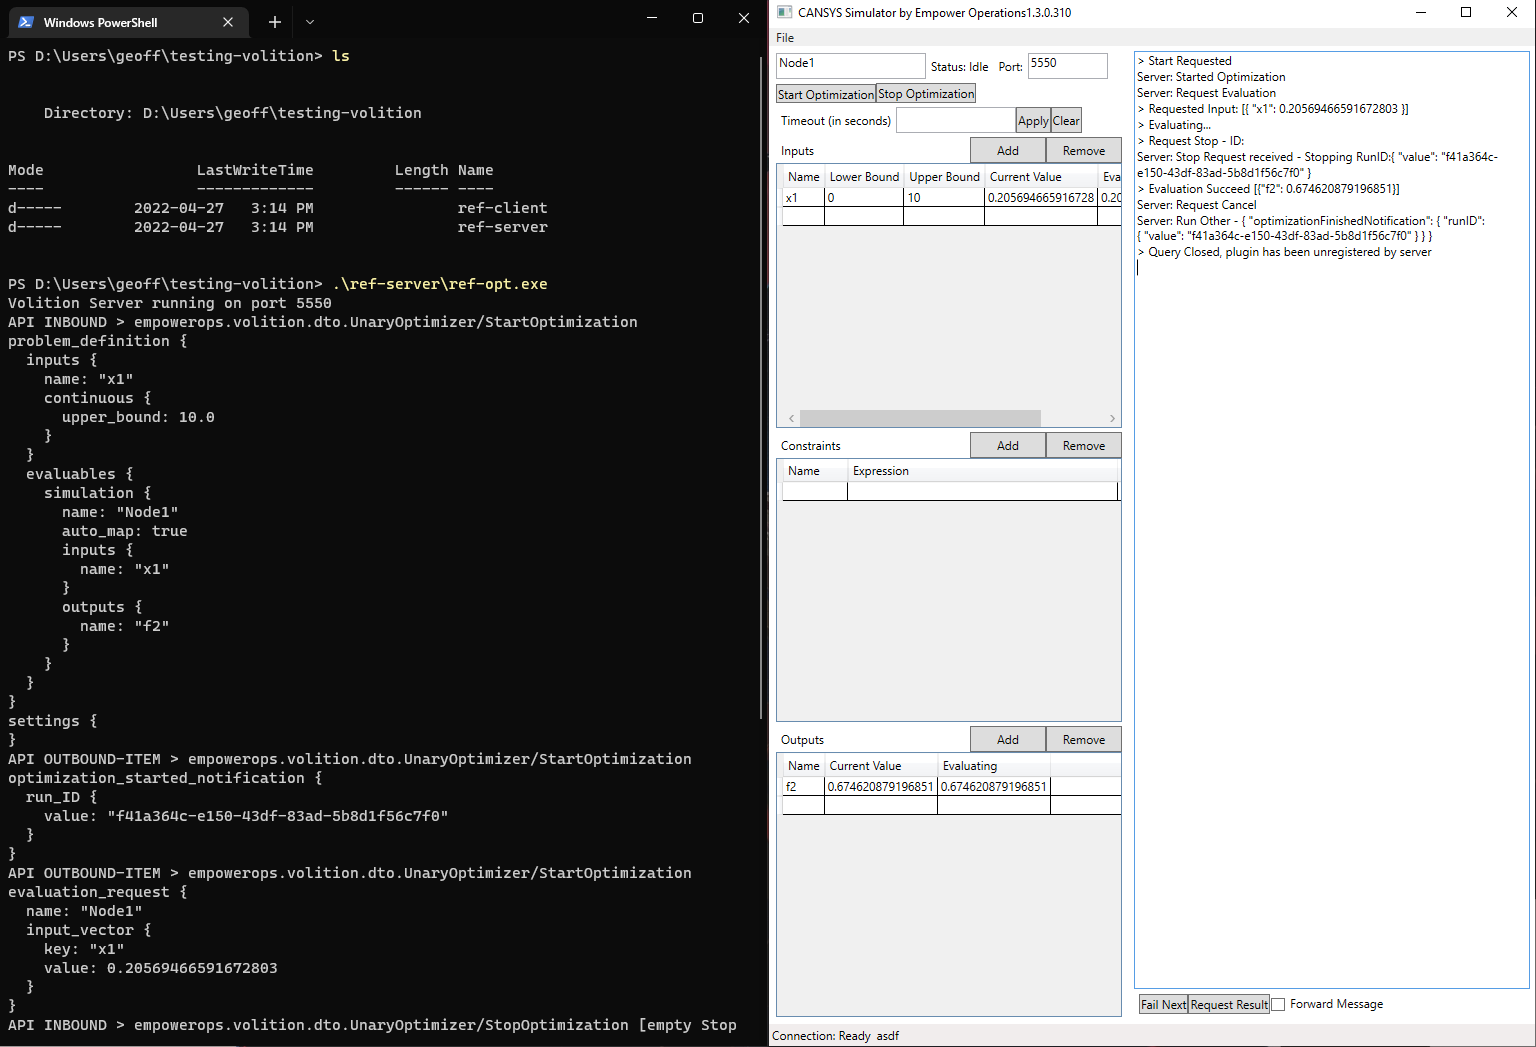 Windows PowerShell
PS D:\Users\geoff\testing-volition> ls
Directory: D:\Users\geoff\testing-volition
Mode LastWriteTime Length Name
---- ------------- ------ ----
d----- 2022-04-27 3:14 PM ref-client
d----- 2022-04-27 3:14 PM ref-server
PS D:\Users\geoff\testing-volition> .\ref-server\ref-opt.exe
Volition Server running on port 5550
API INBOUND > empowerops.volition.dto.UnaryOptimizer/StartOptimization
problem_definition {
inputs {
name: "x1"
continuous {
upper_bound: 10.0
}
}
evaluables {
simulation {
name: "Node1"
auto_map: true
inputs {
name: "x1"
}
outputs {
name: "f2"
}
}
}
}
settings {
}
API OUTBOUND-ITEM > empowerops.volition.dto.UnaryOptimizer/StartOptimization
optimization_started_notification {
run_ID {
value: "f41a364c-e150-43df-83ad-5b8d1f56c7f0"
}
}
API OUTBOUND-ITEM > empowerops.volition.dto.UnaryOptimizer/StartOptimization
evaluation_request {
name: "Node1"
input_vector {
key: "x1"
value: 0.20569466591672803
}
}
API INBOUND > empowerops.volition.dto.UnaryOptimizer/StopOptimization [empty Stop
CANSYS Simulator by Empower Operations1.3.0.310
File
Node1 Status: Idle Port: 5550
Start Optimization Stop Optimization
Timeout (in seconds) Apply Clear
Inputs Add Remove
Name Lower Bound Upper Bound Current Value Eva
x1 0 10 0.205694665916728 0.20
Constraints Add Remove
Name Expression
Outputs Add Remove
Name Current Value Evaluating
f2 0.674620879196851 0.674620879196851
> Start Requested
Server: Started Optimization
Server: Request Evaluation
> Requested Input: [{ "x1": 0.20569466591672803 }]
> Evaluating...
> Request Stop - ID:
Server: Stop Request received - Stopping RunID:{ "value": "f41a364c-
e150-43df-83ad-5b8d1f56c7f0" }
> Evaluation Succeed [{"f2": 0.674620879196851}]
Server: Request Cancel
Server: Run Other - { "optimizationFinishedNotification": { "runID":
{ "value": "f41a364c-e150-43df-83ad-5b8d1f56c7f0" } } }
> Query Closed, plugin has been unregistered by server
Fail Next Request Result Forward Message
Connection: Ready asdf